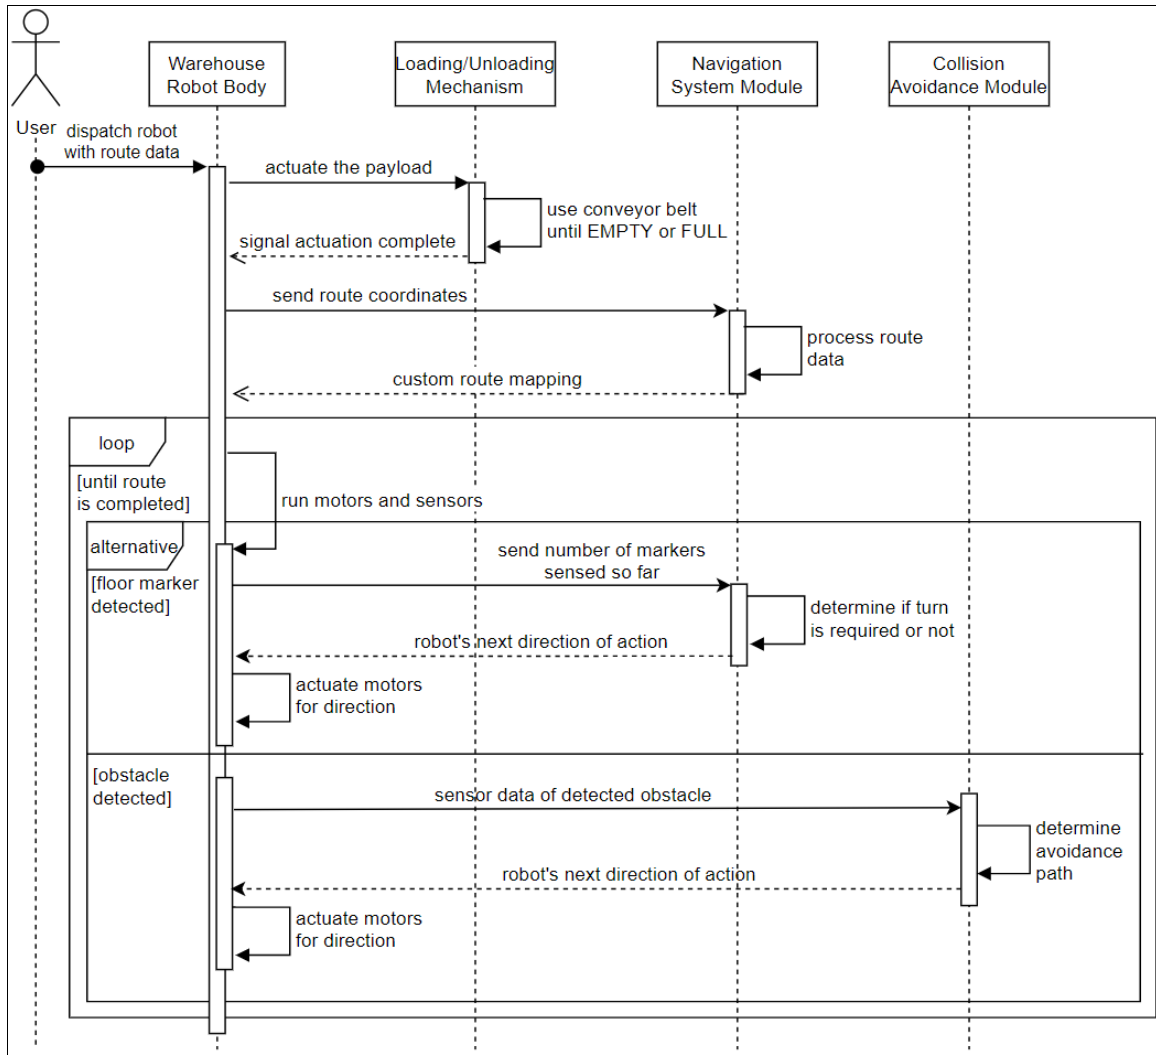 Warehouse
Robot Body
Loading/Unloading
Mechanism
Navigation
System Module
Collision
Avoidance Module
User
dispatch robot
with route data
actuate the payload
use conveyor belt
until EMPTY or FULL
signal actuation complete
send route coordinates
process route
data
custom route mapping
loop
[until route
is completed]
run motors and sensors
alternative
[floor marker
detected]
send number of markers
sensed so far
determine if turn
is required or not
robot's next direction of action
actuate motors
for direction
[obstacle
detected]
sensor data of detected obstacle
determine
avoidance
path
robot's next direction of action
actuate motors
for direction